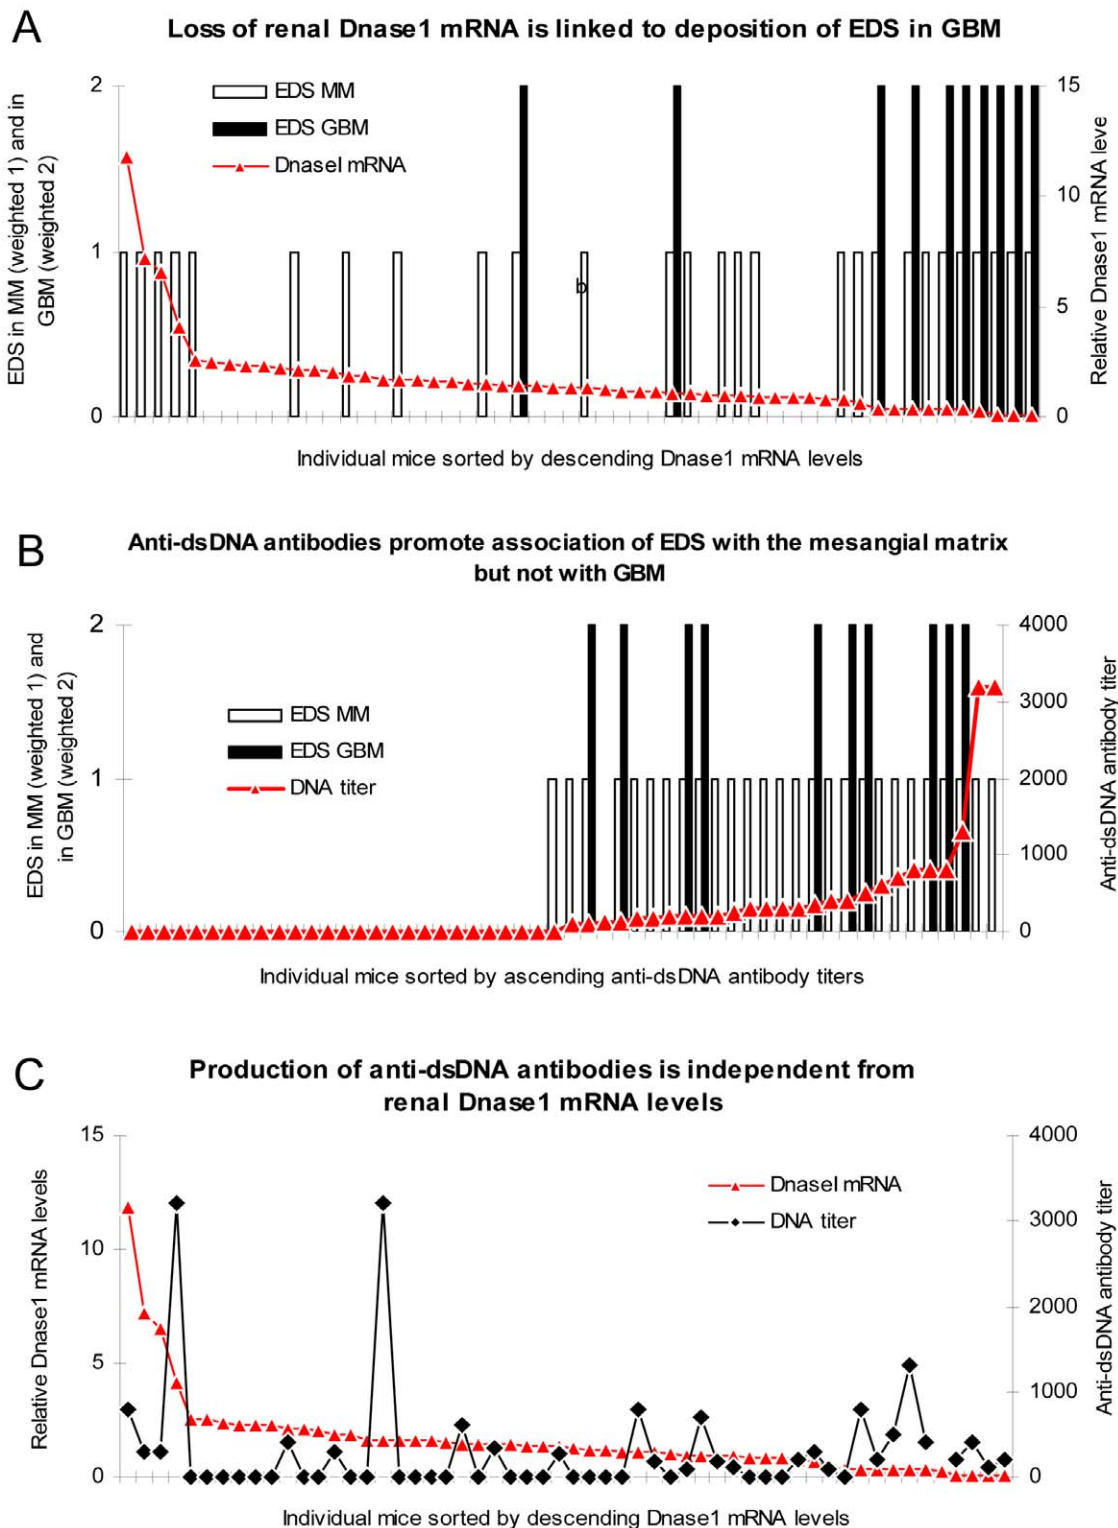 A
Loss of renal Dnase1 mRNA is linked to deposition of EDS in GBM
EDS in MM (weighted 1) and in
GBM (weighted 2)
2
1
0
EDS MM
EDS GBM
DnaseI mRNA
b
15
10
5
0
Relative Dnase1 mRNA leve
Individual mice sorted by descending Dnase1 mRNA levels
B
Anti-dsDNA antibodies promote association of EDS with the mesangial matrix
but not with GBM
EDS in MM (weighted 1) and
in GBM (weighted 2)
2
1
0
EDS MM
EDS GBM
DNA titer
4000
3000
2000
1000
0
Anti-dsDNA antibody titer
Individual mice sorted by ascending anti-dsDNA antibody titers
C
Production of anti-dsDNA antibodies is independent from
renal Dnase1 mRNA levels
Relative Dnase1 mRNA levels
15
10
5
0
DnaseI mRNA
DNA titer
4000
3000
2000
1000
0
Anti-dsDNA antibody titer
Individual mice sorted by descending Dnase1 mRNA levels